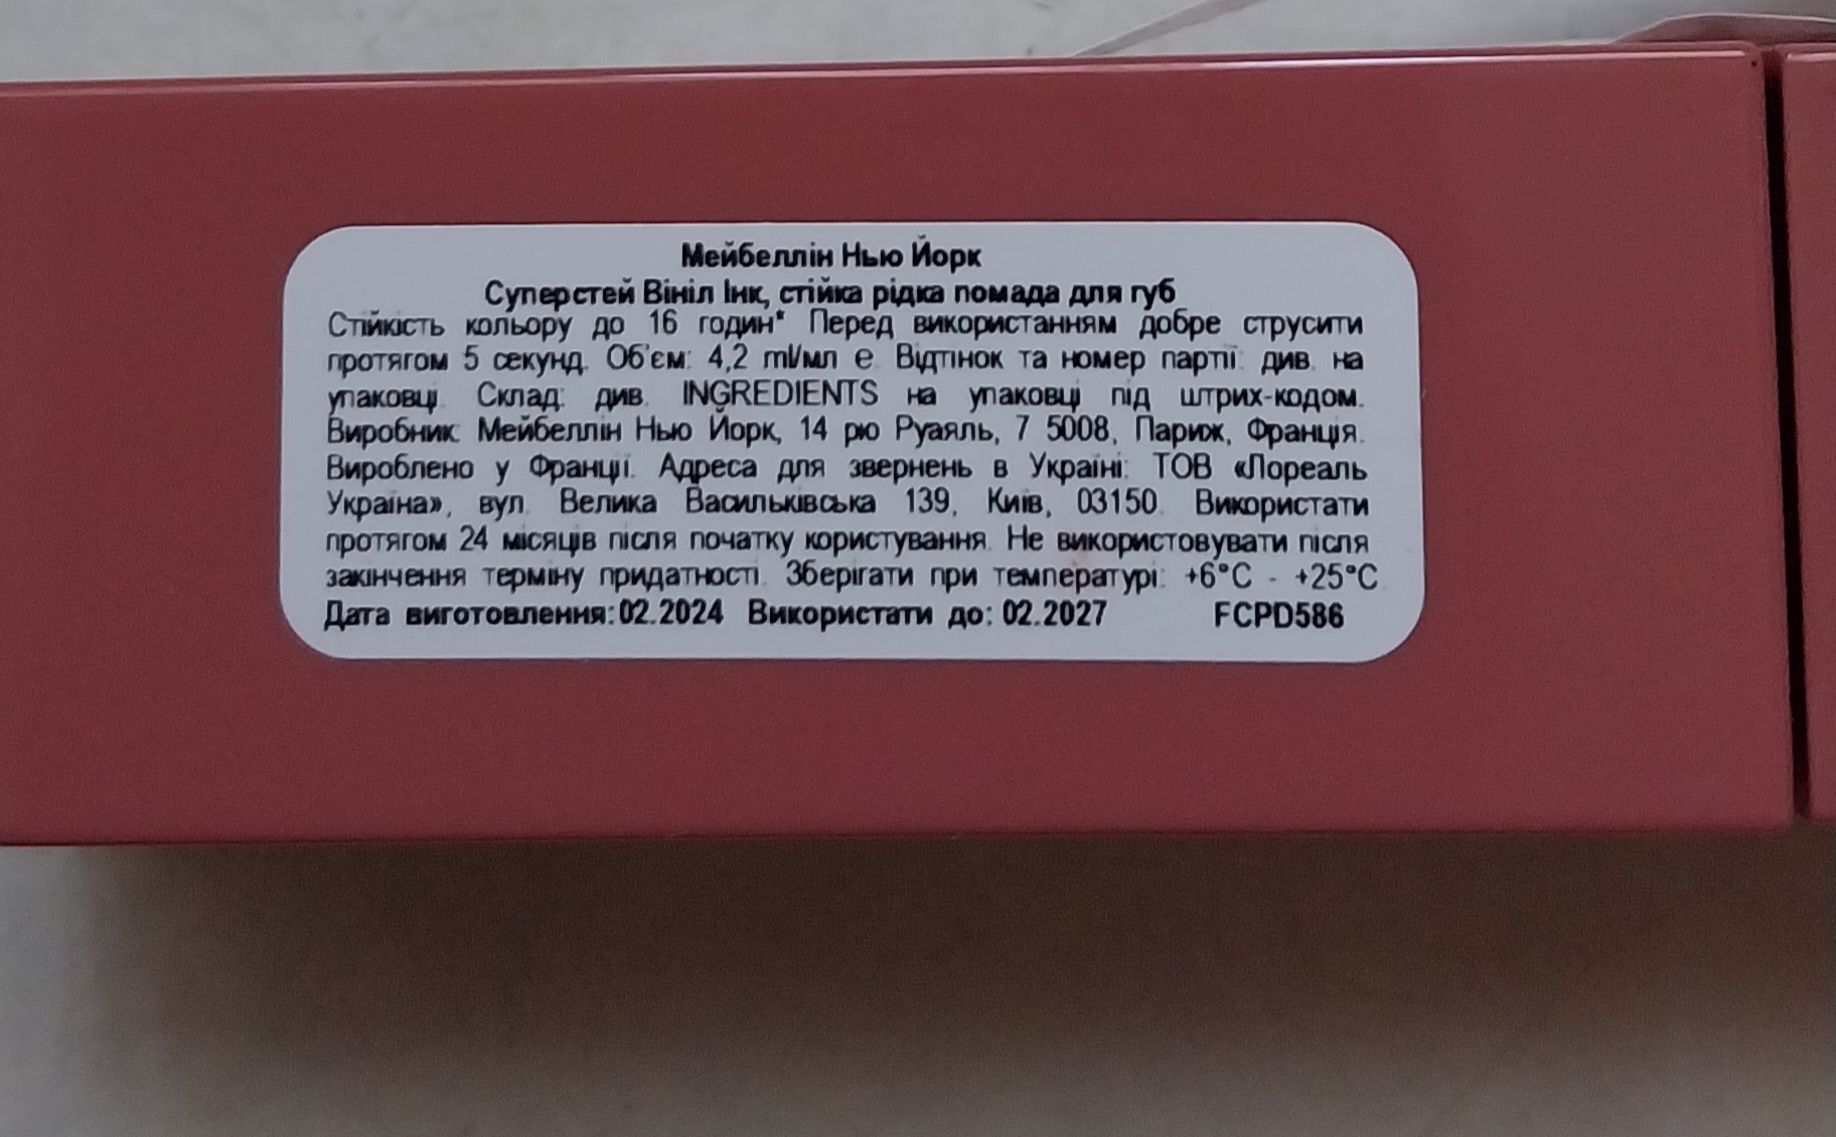 Мейбеллін Нью Йорк
Суперстей Вініл Інк, стійка рідка помада для губ
Стійкість кольору до 16 годин* Перед використанням добре струсити
протягом 5 секунд. Об'єм: 4,2 ml/мл e. Відтінок та номер партії: див. на
упаковці. Склад: див. INGREDIENTS на упаковці під штрих-кодом.
Виробник: Мейбеллін Нью Йорк, 14 рю Руаяль, 7 5008, Париж, Франція.
Вироблено у Франції. Адреса для звернень в Україні: ТОВ «Лореаль
Україна», вул. Велика Васильківська 139, Київ, 03150. Використати
протягом 24 місяців після початку користування. Не використовувати після
закінчення терміну придатності. Зберігати при температурі: +6°C - +25°C.
Дата виготовлення: 02.2024 Використати до: 02.2027 FCPD586